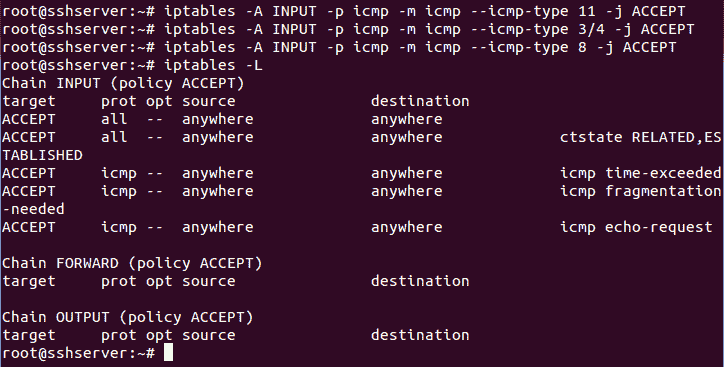 root@sshserver:~# iptables -A INPUT -p icmp -m icmp --icmp-type 11 -j ACCEPT
root@sshserver:~# iptables -A INPUT -p icmp -m icmp --icmp-type 3/4 -j ACCEPT
root@sshserver:~# iptables -A INPUT -p icmp -m icmp --icmp-type 8 -j ACCEPT
root@sshserver:~# iptables -L
Chain INPUT (policy ACCEPT)
target     prot opt source               destination
ACCEPT     all  --  anywhere             anywhere
ACCEPT     all  --  anywhere             anywhere             ctstate RELATED,ES
TABLISHED
ACCEPT     icmp --  anywhere             anywhere             icmp time-exceeded
ACCEPT     icmp --  anywhere             anywhere             icmp fragmentation
-needed
ACCEPT     icmp --  anywhere             anywhere             icmp echo-request
Chain FORWARD (policy ACCEPT)
target     prot opt source               destination
Chain OUTPUT (policy ACCEPT)
target     prot opt source               destination
root@sshserver:~#